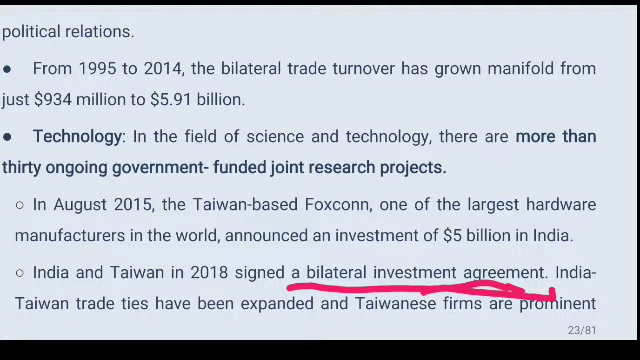 political relations.
● From 1995 to 2014, the bilateral trade turnover has grown manifold from
just $934 million to $5.91 billion.
● Technology: In the field of science and technology, there are more than
thirty ongoing government- funded joint research projects.
○ In August 2015, the Taiwan-based Foxconn, one of the largest hardware
manufacturers in the world, announced an investment of $5 billion in India.
○ India and Taiwan in 2018 signed a bilateral investment agreement. India-
Taiwan trade ties have been expanded and Taiwanese firms are prominent
23/81